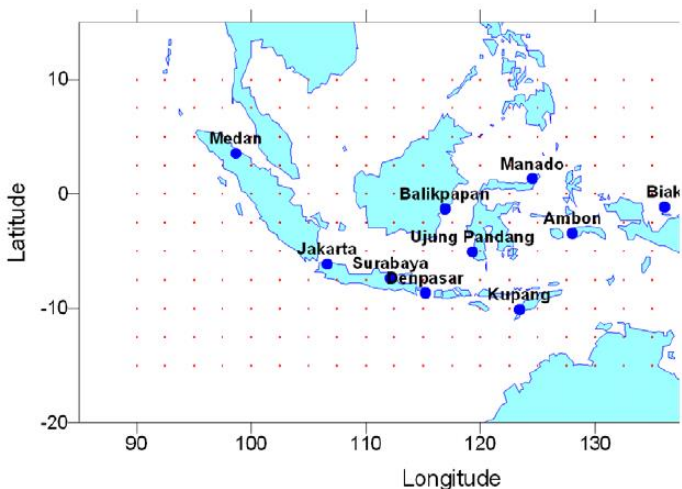 10
Medan
Manado
0
Balikpapan
Biak
Ambon
Ujung Pandang
Jakarta
Surabaya
Denpasar
Kupang
-10
-20
90
100
110
120
130
Latitude
Longitude